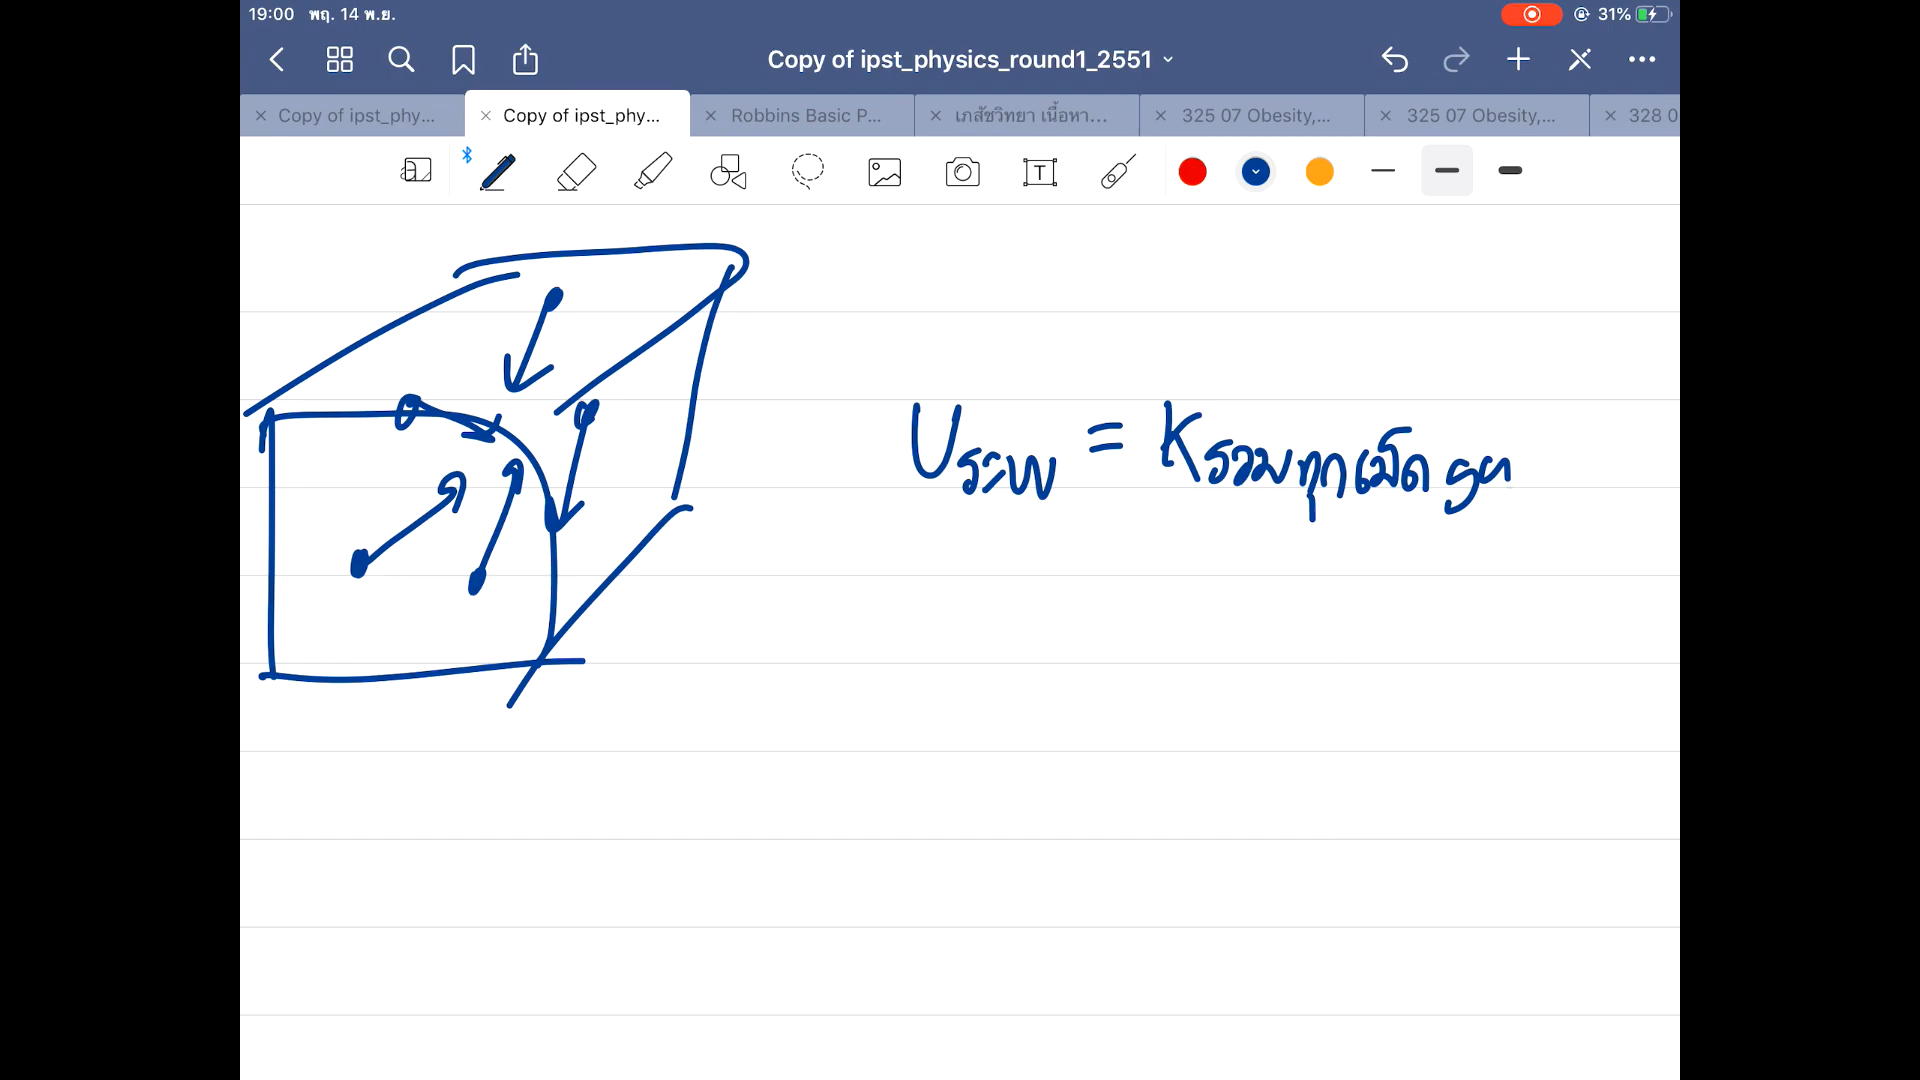 19:00 พฤ. 14 พ.ย. 31%
Copy of ipst_physics_round1_2551
Copy of ipst_phy... Copy of ipst_phy... Robbins Basic P... เภสัชวิทยา เนื้อหา... 325 07 Obesity,... 325 07 Obesity,... 328 0
T
U ระบบ = K รวมทุกเม็ด